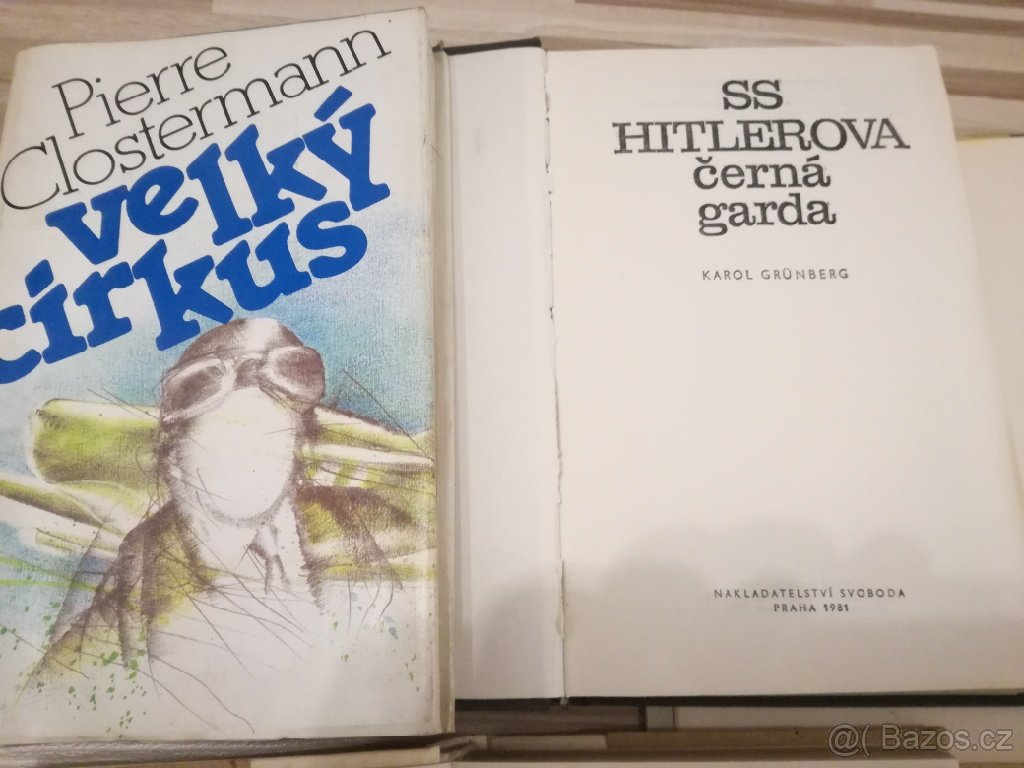 Pierre
Clostermann
velký
cirkus
SS
HITLEROVA
černá
garda
KAROL GRÜNBERG
NAKLADATELSTVÍ SVOBODA
PRAHA 1981
@( Bazos.cz